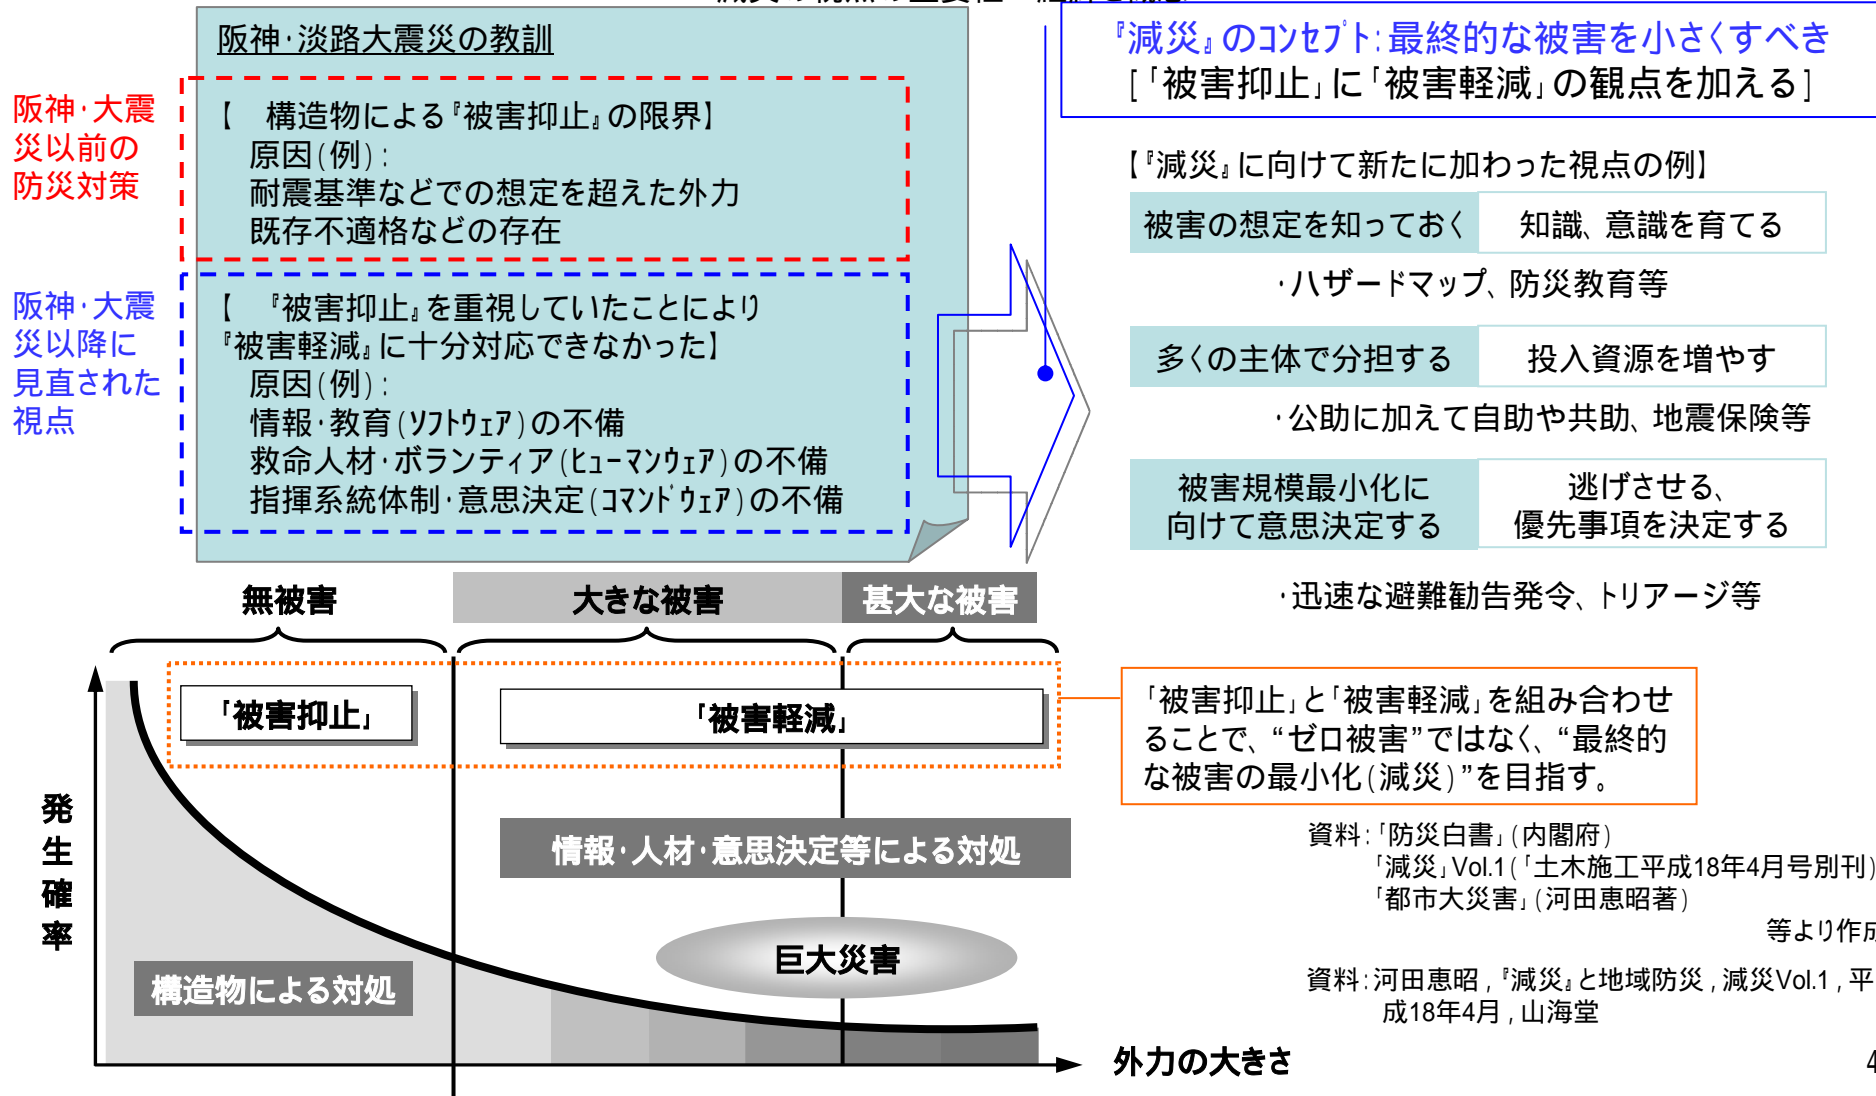 阪神・淡路大震災の教訓
阪神・大震
災以前の
防災対策
【　構造物による『被害抑止』の限界】
原因(例)：
耐震基準などでの想定を超えた外力
既存不適格などの存在
阪神・大震
災以降に
見直された
視点
【　『被害抑止』を重視していたことにより
『被害軽減』に十分対応できなかった】
原因(例)：
情報・教育(ｿﾌﾄｳｪｱ)の不備
救命人材・ボランティア(ﾋｭｰﾏﾝｳｪｱ)の不備
指揮系統体制・意思決定(ｺﾏﾝﾄﾞｳｪｱ)の不備
『減災』のｺﾝｾﾌﾟﾄ：最終的な被害を小さくすべき
[「被害抑止」に「被害軽減」の観点を加える]
【『減災』に向けて新たに加わった視点の例】
被害の想定を知っておく　知識、意識を育てる
・ハザードマップ、防災教育等
多くの主体で分担する　投入資源を増やす
・公助に加えて自助や共助、地震保険等
被害規模最小化に
向けて意思決定する
逃げさせる、
優先事項を決定する
・迅速な避難勧告発令、トリアージ等
無被害　大きな被害　甚大な被害
「被害抑止」　「被害軽減」
「被害抑止」と「被害軽減」を組み合わせ
ることで、“ゼロ被害”ではなく、“最終的
な被害の最小化(減災)”を目指す。
発生確率
情報・人材・意思決定等による対処
巨大災害
構造物による対処
外力の大きさ
資料：「防災白書」(内閣府)
「減災」Vol.1(「土木施工平成18年4月号別刊)
「都市大災害」(河田恵昭著)
等より作成
資料：河田恵昭,『減災』と地域防災,減災Vol.1,平
成18年4月,山海堂
4